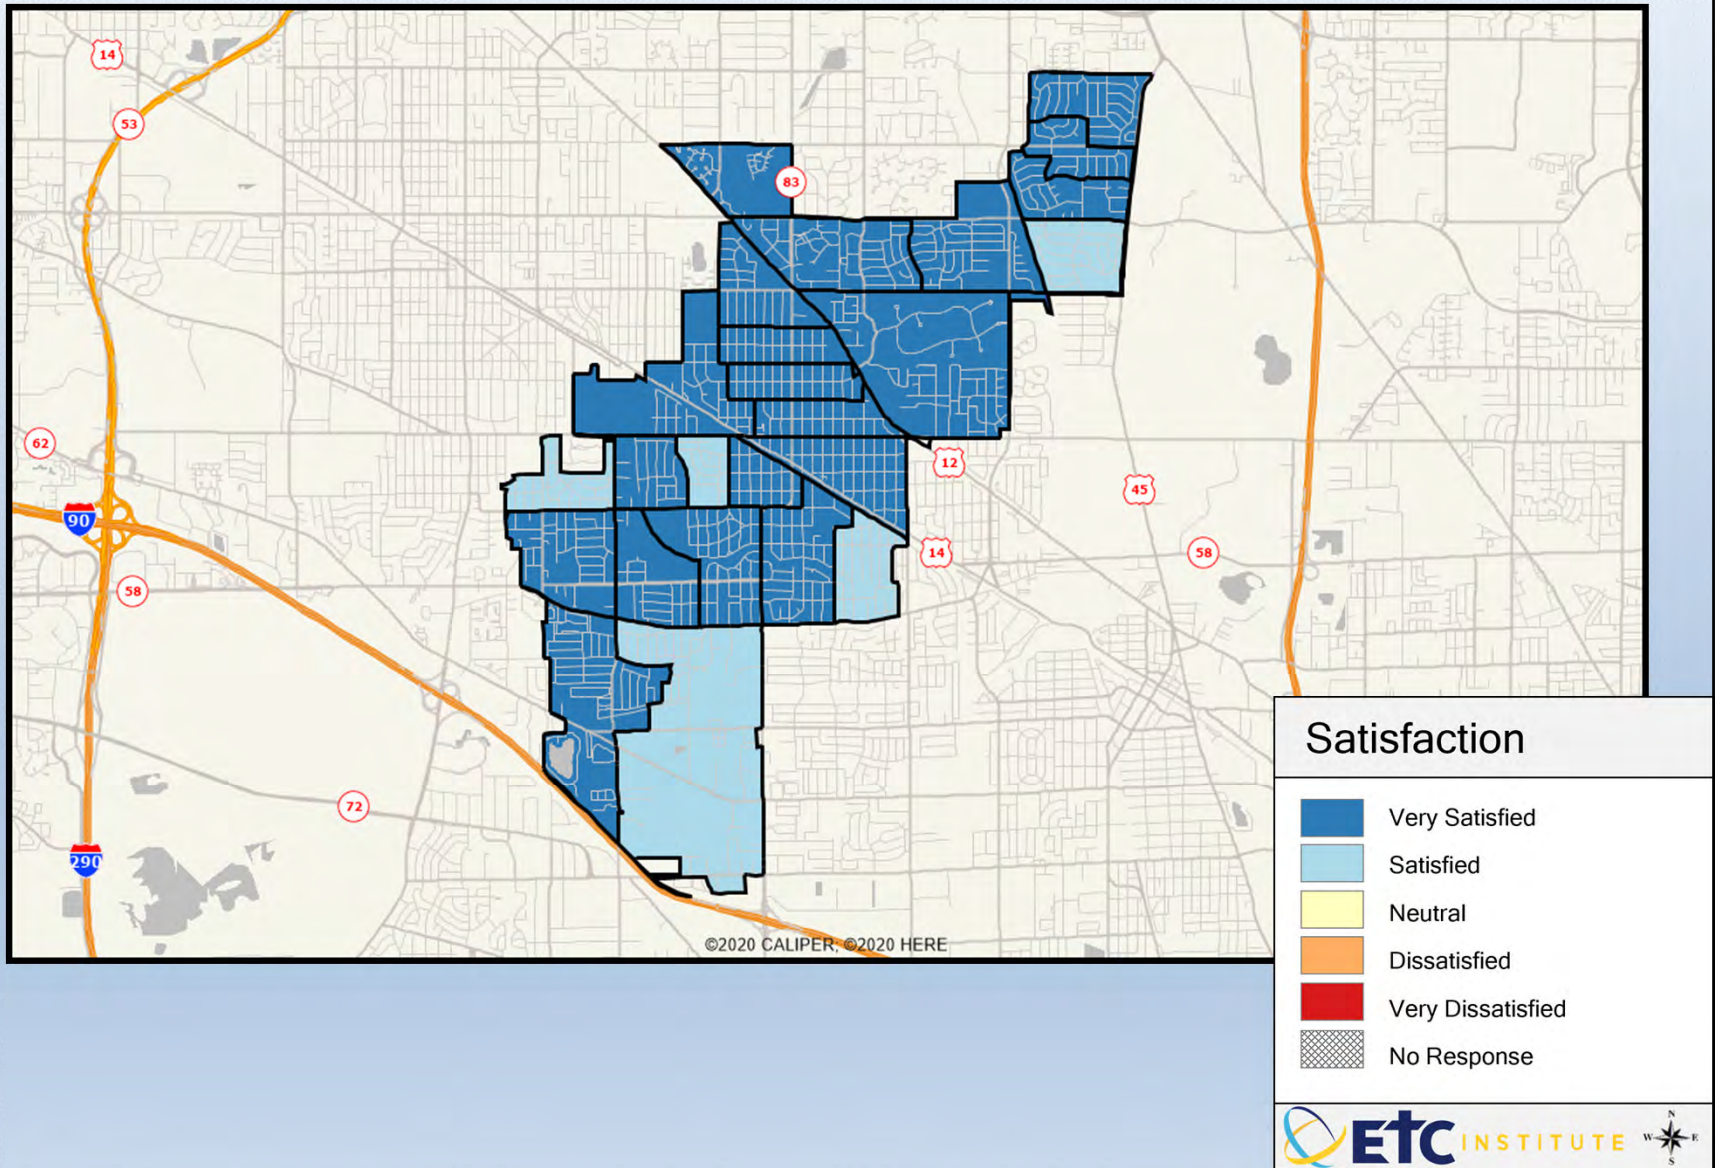 14
53
83
62
12
45
90
14
58
58
72
290
©2020 CALIPER; ©2020 HERE
Satisfaction
Very Satisfied
Satisfied
Neutral
Dissatisfied
Very Dissatisfied
No Response
ETC INSTITUTE
N
W E
S